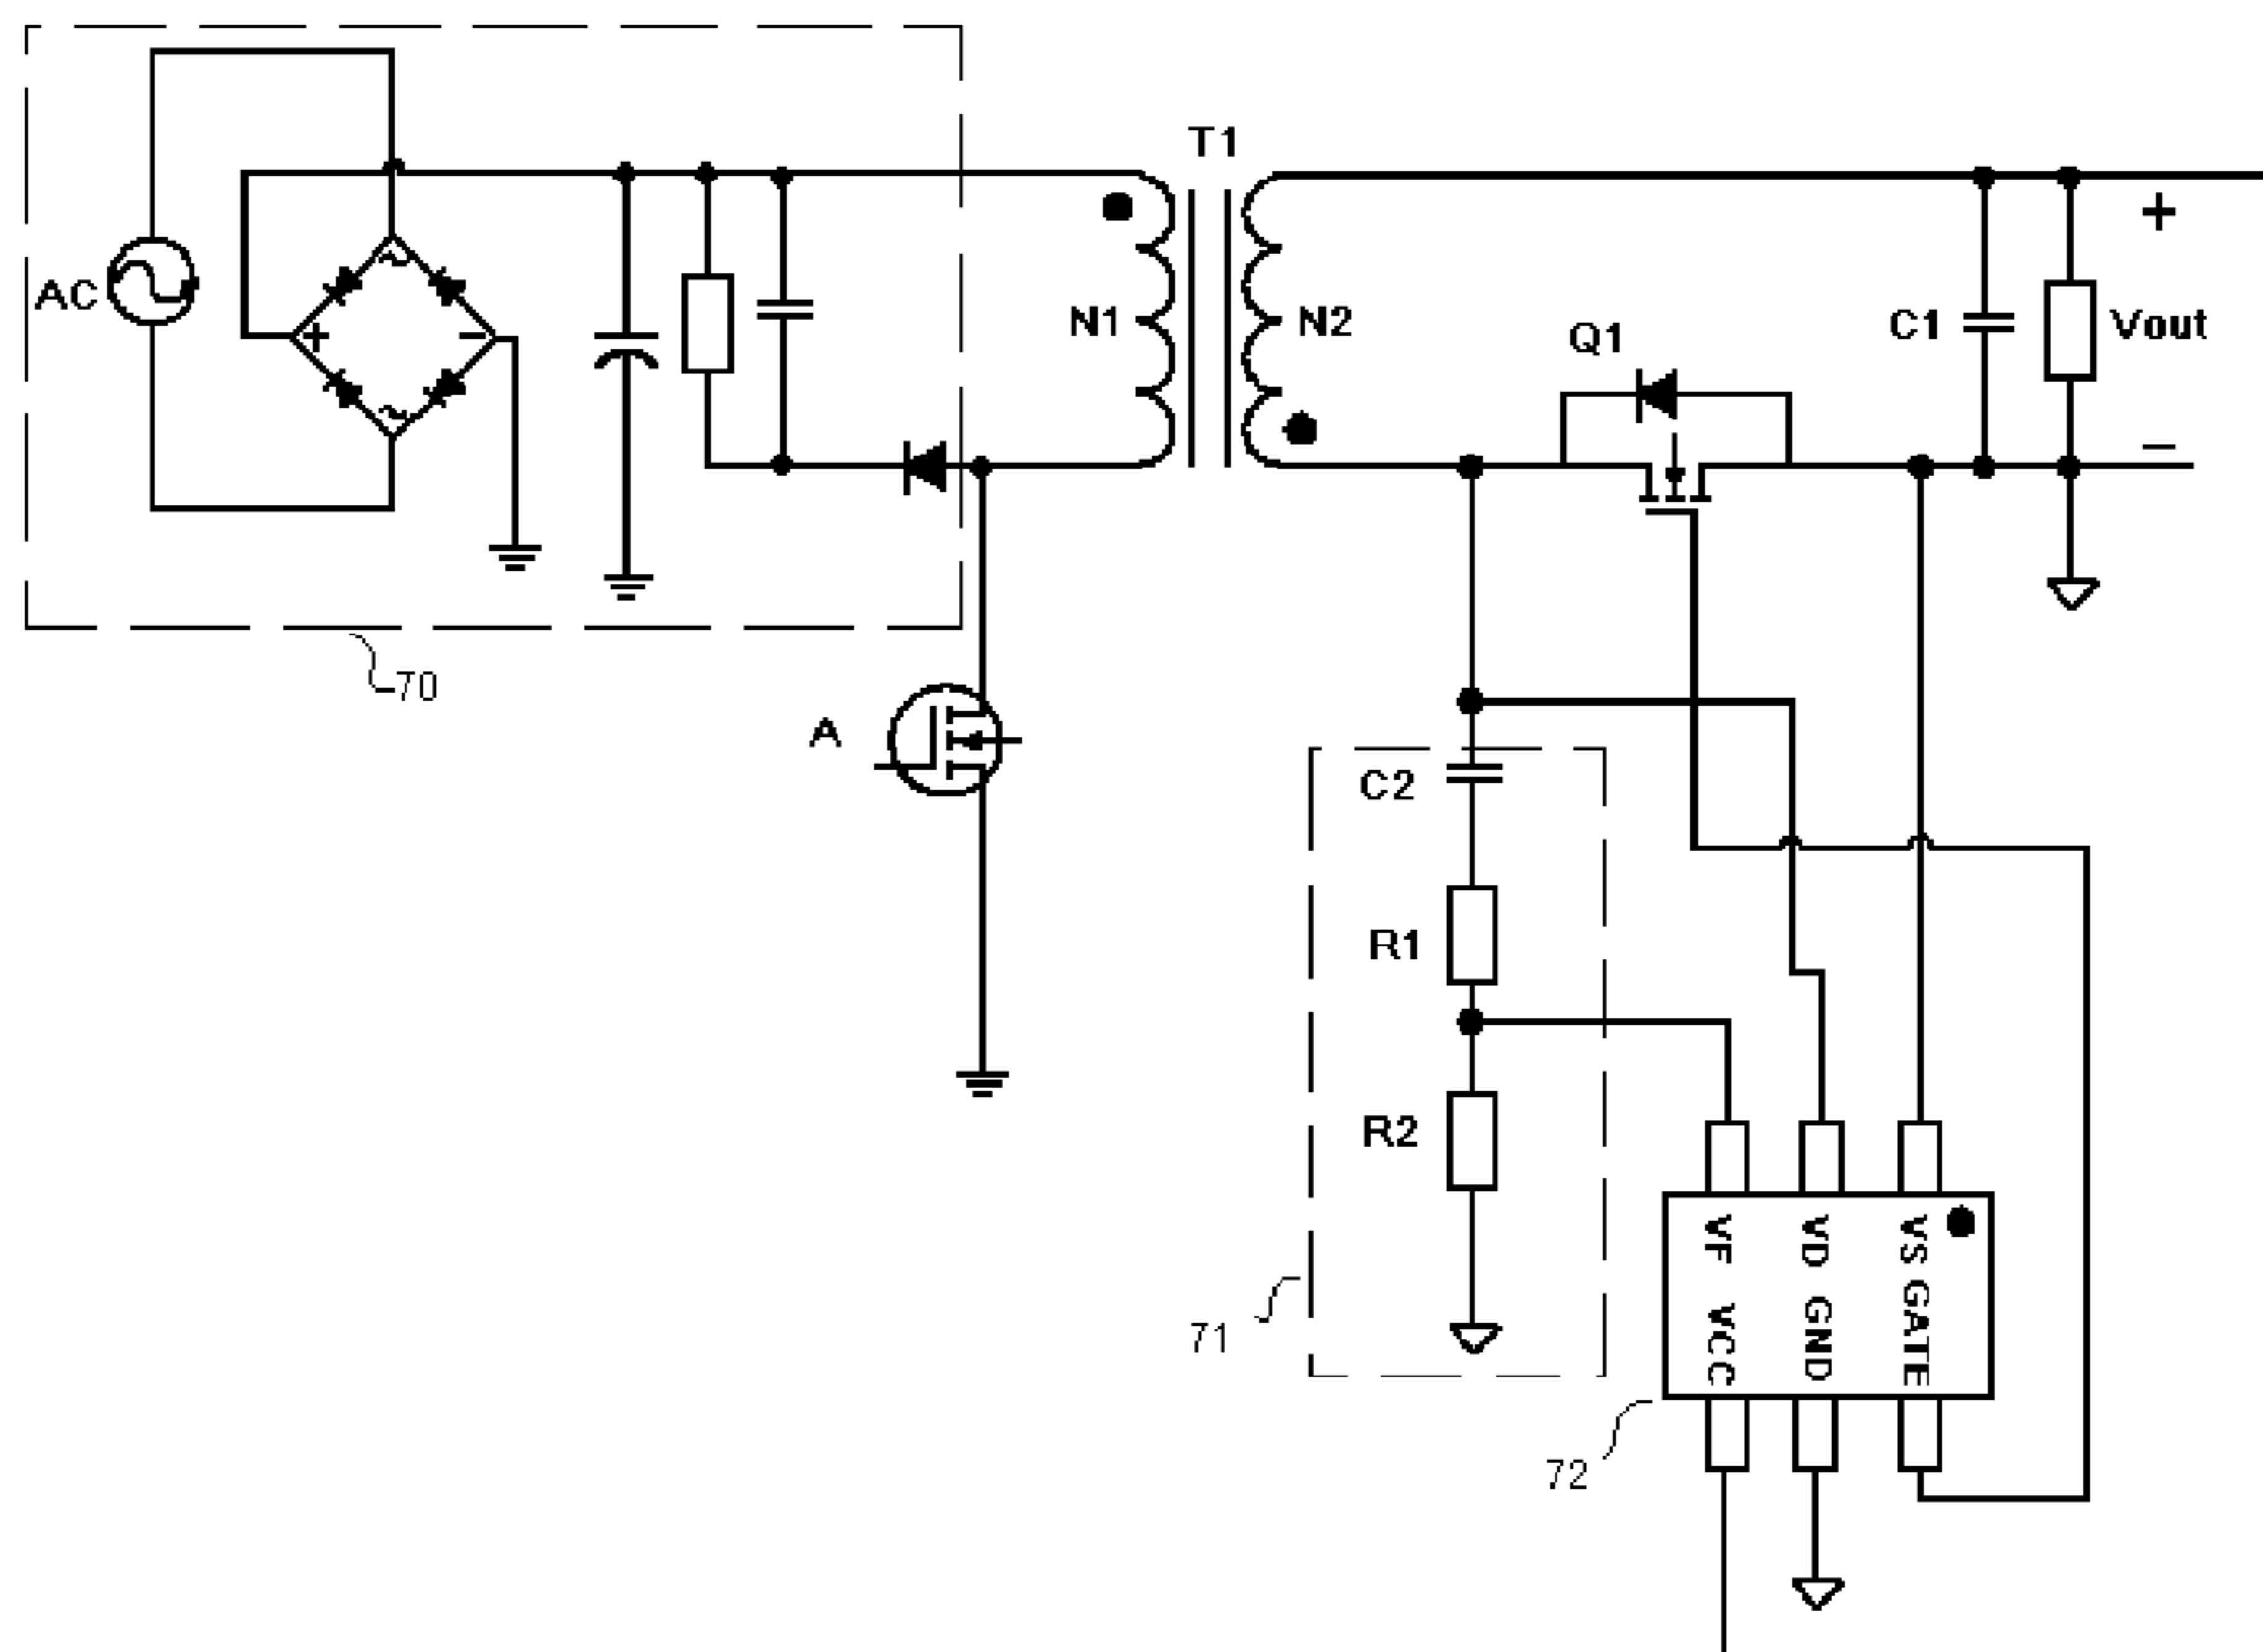 T1
AC
+
−
N1
N2
Q1
C1
+
Vout
−
70
A
C2
R1
R2
71
72
VF
VD
VS
VCC
GND
GATE